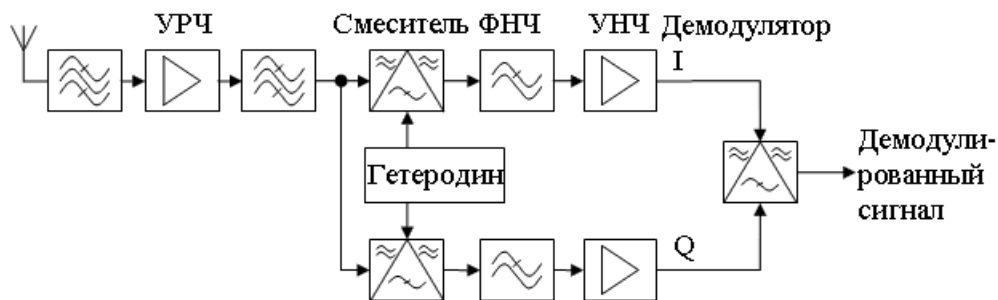 УРЧ
Смеситель
ФНЧ
УНЧ
Демодулятор
I
Гетеродин
Демодули-
рованный
сигнал
Q